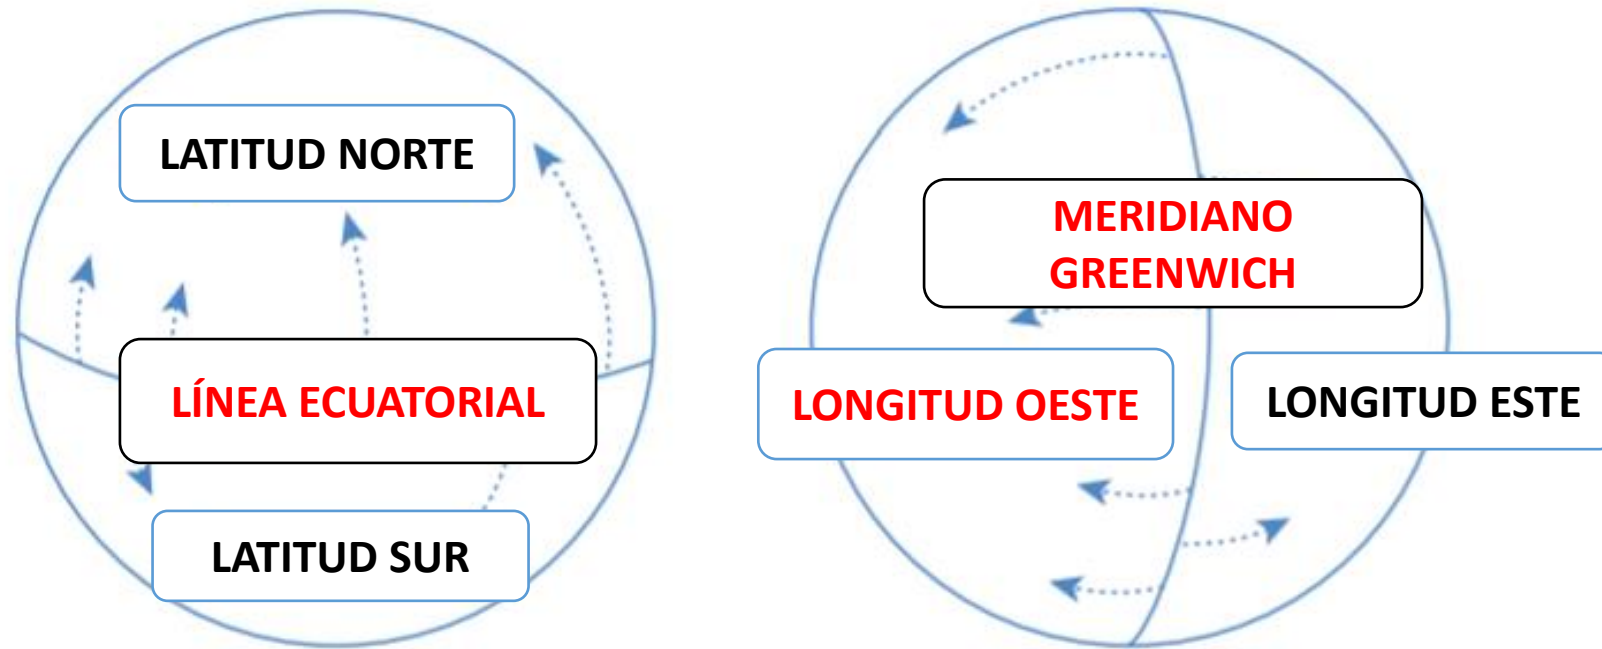 LATITUD NORTE
LÍNEA ECUATORIAL
LATITUD SUR
MERIDIANO
GREENWICH
LONGITUD OESTE
LONGITUD ESTE